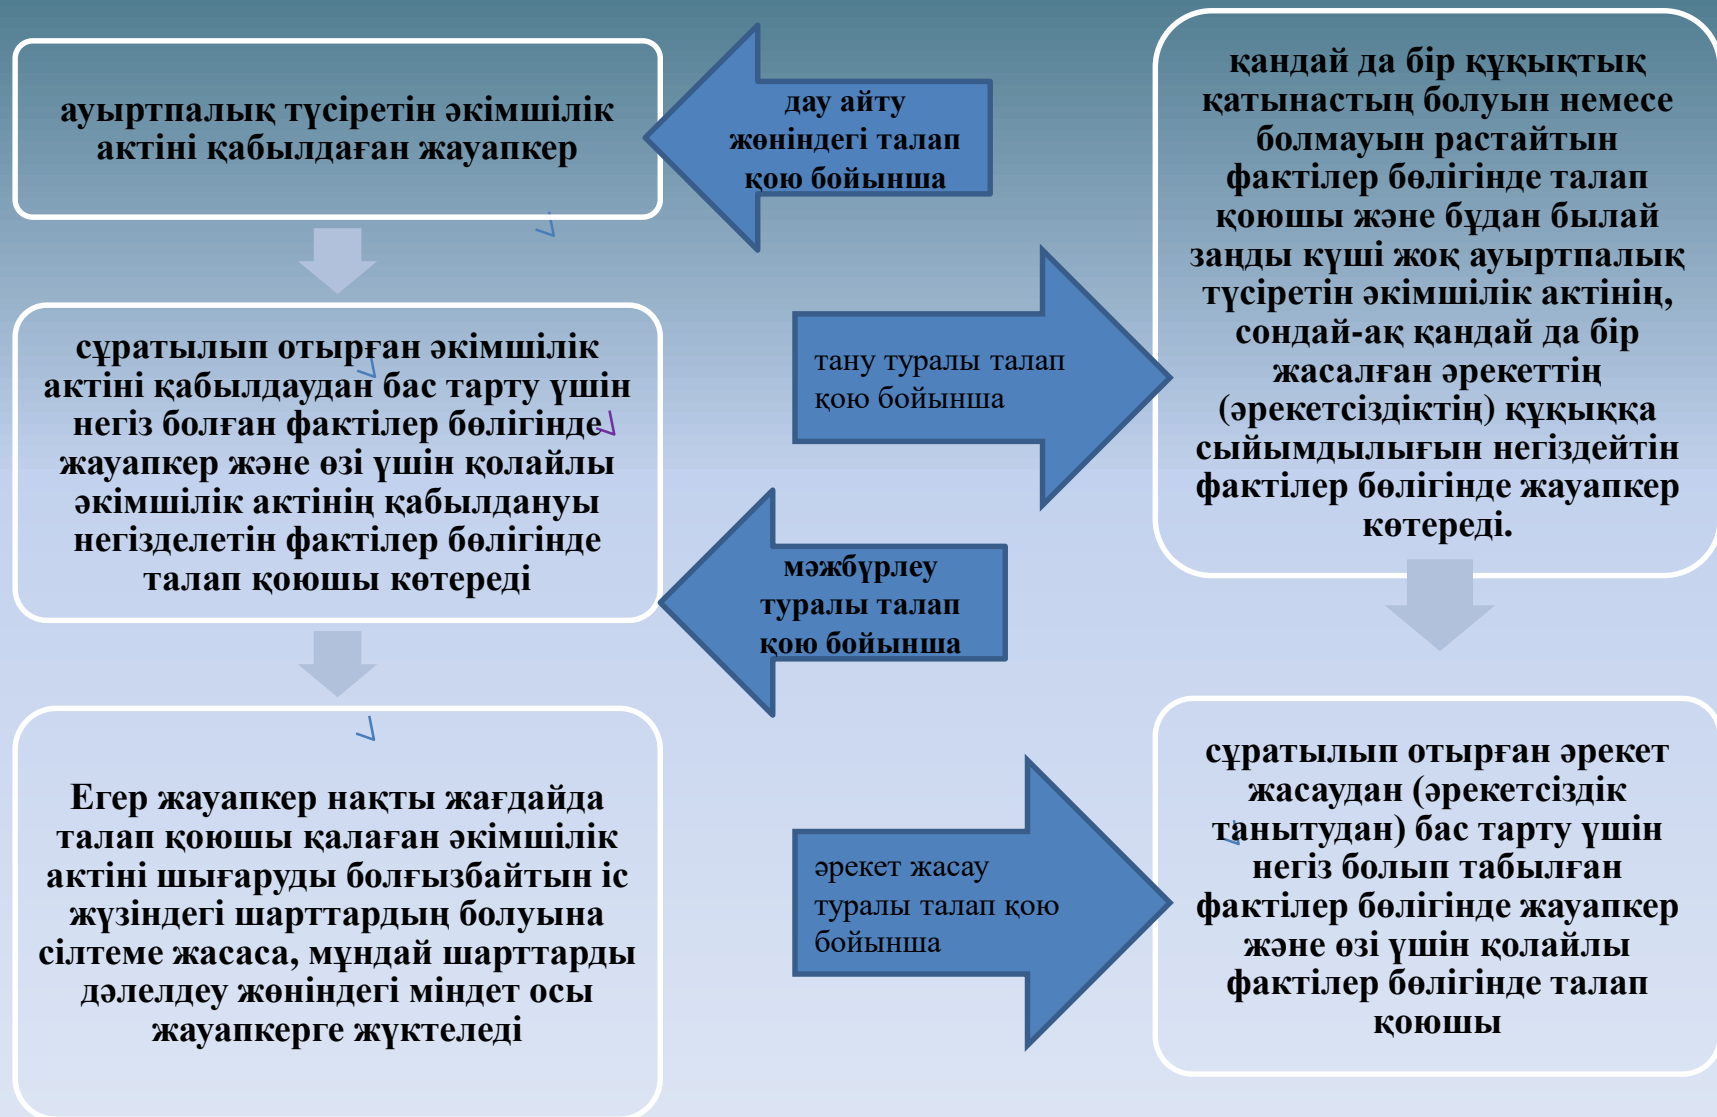 ауыртпалық түсіретін әкімшілік
актіні қабылдаған жауапкер
дау айту
жөніндегі талап
қою бойынша
қандай да бір құқықтық
қатынастың болуын немесе
болмауын растайтын
фактілер бөлігінде талап
қоюшы және бұдан былай
заңды күші жоқ ауыртпалық
түсіретін әкімшілік актінің,
сондай-ақ қандай да бір
жасалған әрекеттің
(әрекетсіздіктің) құқыққа
сыйымдылығын негіздейтін
фактілер бөлігінде жауапкер
көтереді.
тану туралы талап
қою бойынша
сұратылып отырған әкімшілік
актіні қабылдаудан бас тарту үшін
негіз болған фактілер бөлігінде
жауапкер және өзі үшін қолайлы
әкімшілік актінің қабылдануы
негізделетін фактілер бөлігінде
талап қоюшы көтереді
мәжбүрлеу
туралы талап
қою бойынша
Егер жауапкер нақты жағдайда
талап қоюшы қалаған әкімшілік
актіні шығаруды болғызбайтын іс
жүзіндегі шарттардың болуына
сілтеме жасаса, мұндай шарттарды
дәлелдеу жөніндегі міндет осы
жауапкерге жүктеледі
әрекет жасау
туралы талап қою
бойынша
сұратылып отырған әрекет
жасаудан (әрекетсіздік
танытудан) бас тарту үшін
негіз болып табылған
фактілер бөлігінде жауапкер
және өзі үшін қолайлы
фактілер бөлігінде талап
қоюшы